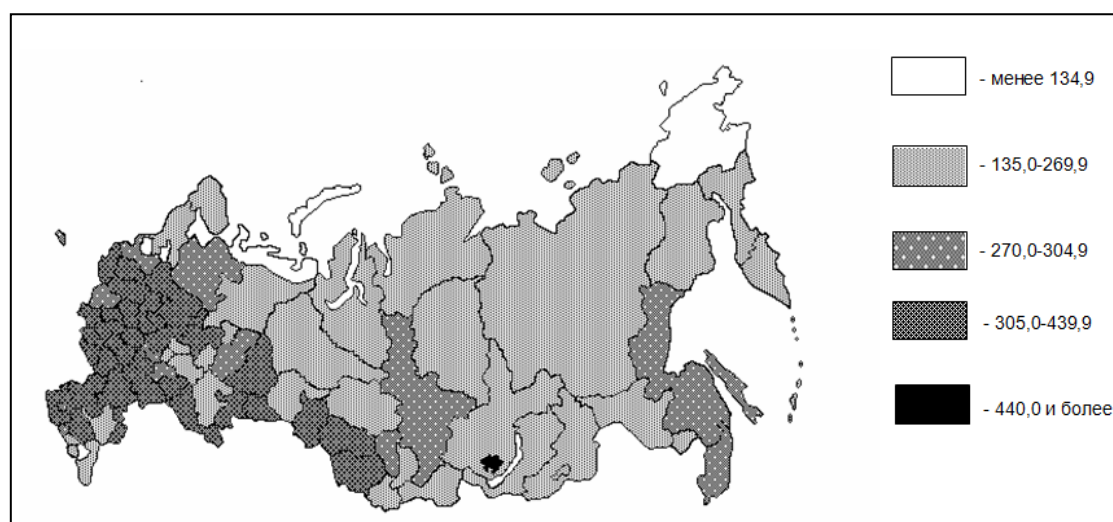 - менее 134,9
- 135,0-269,9
- 270,0-304,9
- 305,0-439,9
- 440,0 и более